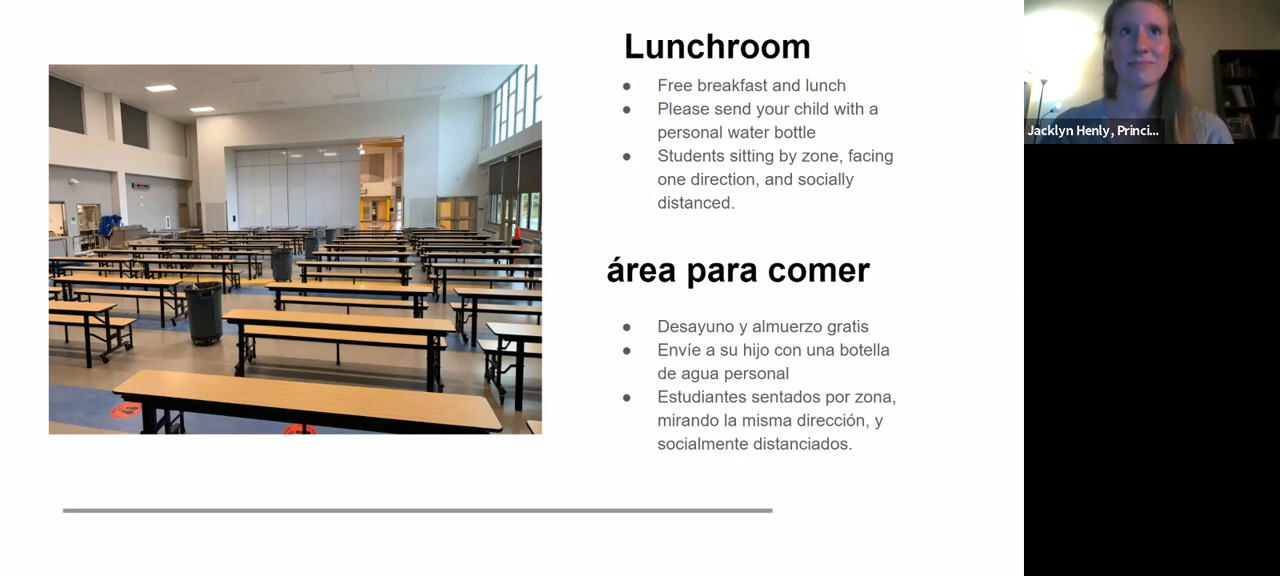 Lunchroom
● Free breakfast and lunch
● Please send your child with a
personal water bottle
● Students sitting by zone, facing
one direction, and socially
distanced.
área para comer
● Desayuno y almuerzo gratis
● Envíe a su hijo con una botella
de agua personal
● Estudiantes sentados por zona,
mirando la misma dirección, y
socialmente distanciados.
Jacklyn Henly, Princi...